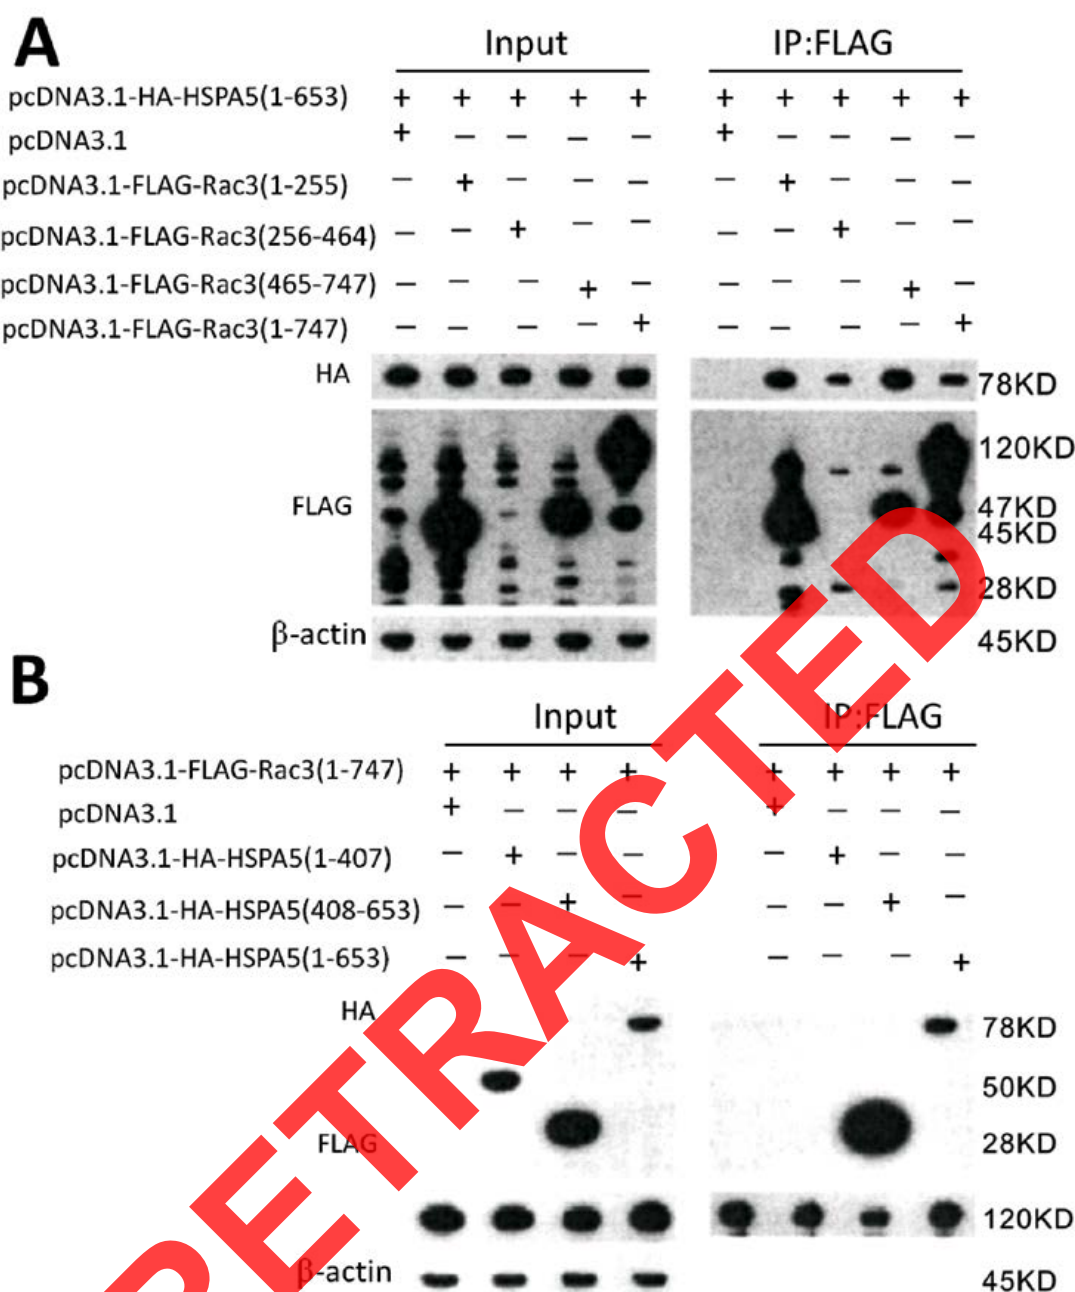 A
Input IP:FLAG
pcDNA3.1-HA-HSPA5(1-653) + + + + + + + + + +
pcDNA3.1 + − − − − + − − − −
pcDNA3.1-FLAG-Rac3(1-255) − + − − − − + − − −
pcDNA3.1-FLAG-Rac3(256-464) − − + − − − − + − −
pcDNA3.1-FLAG-Rac3(465-747) − − − + − − − − + −
pcDNA3.1-FLAG-Rac3(1-747) − − − − + − − − − +
HA 78KD
120KD
FLAG 47KD
45KD
28KD
β-actin 45KD
B
Input IP:FLAG
pcDNA3.1-FLAG-Rac3(1-747) + + + + + + + +
pcDNA3.1 + − − − + − − −
pcDNA3.1-HA-HSPA5(1-407) − + − − − + − −
pcDNA3.1-HA-HSPA5(408-653) − − + − − − + −
pcDNA3.1-HA-HSPA5(1-653) − − − + − − − +
HA 78KD
50KD
FLAG 28KD
120KD
β-actin 45KD
RETRACTED